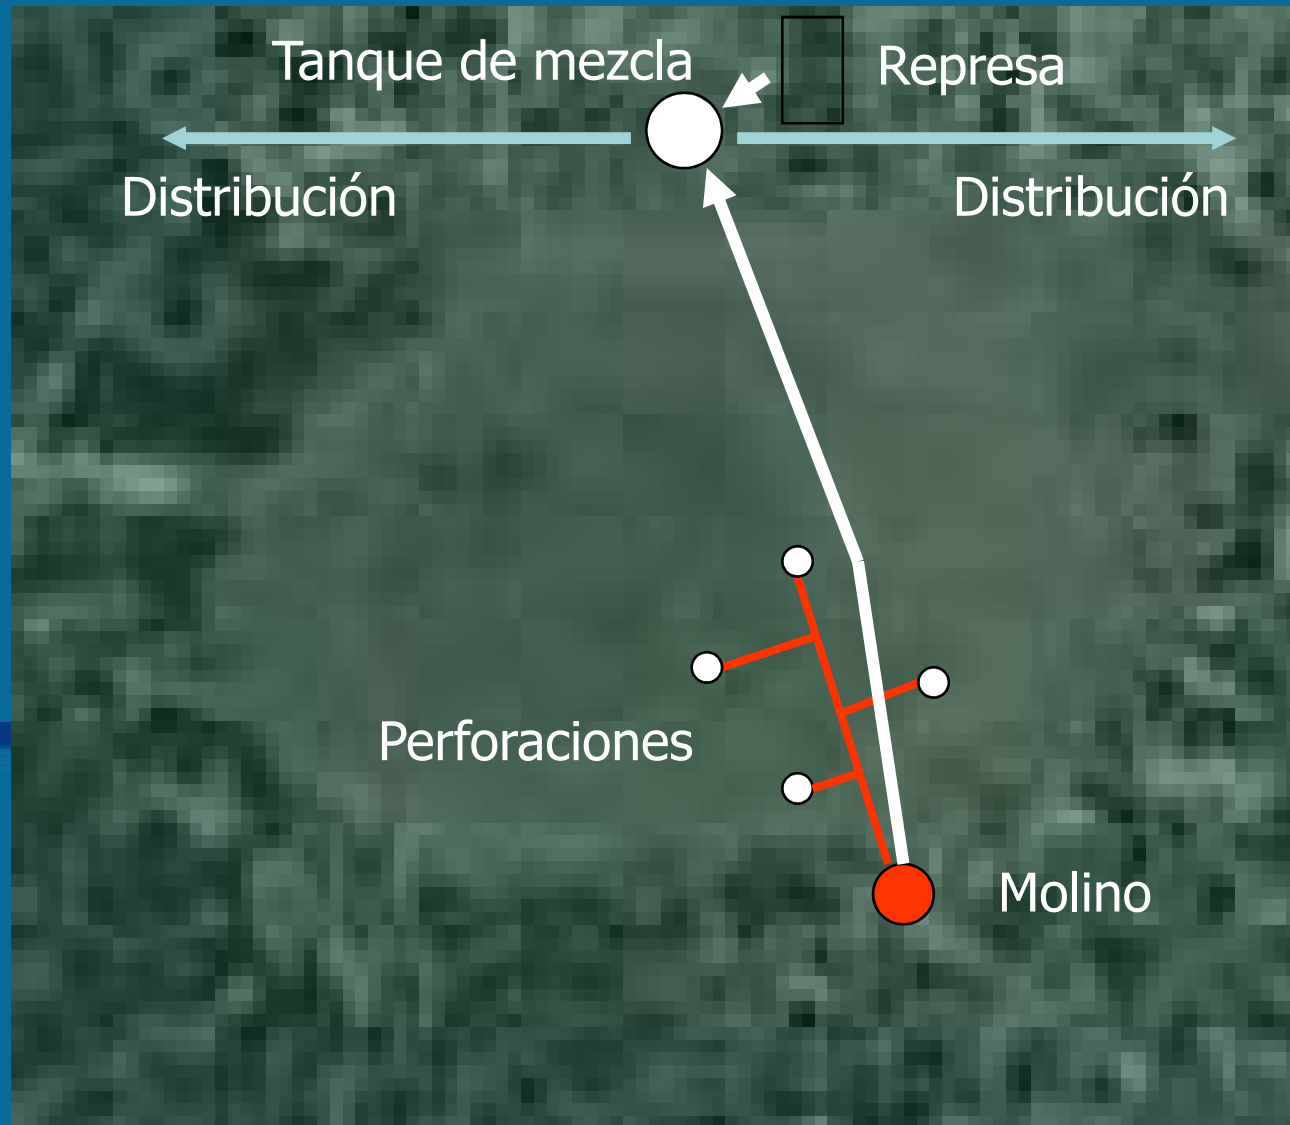 Tanque de mezcla
Represa
Distribución
Distribución
Perforaciones
Molino